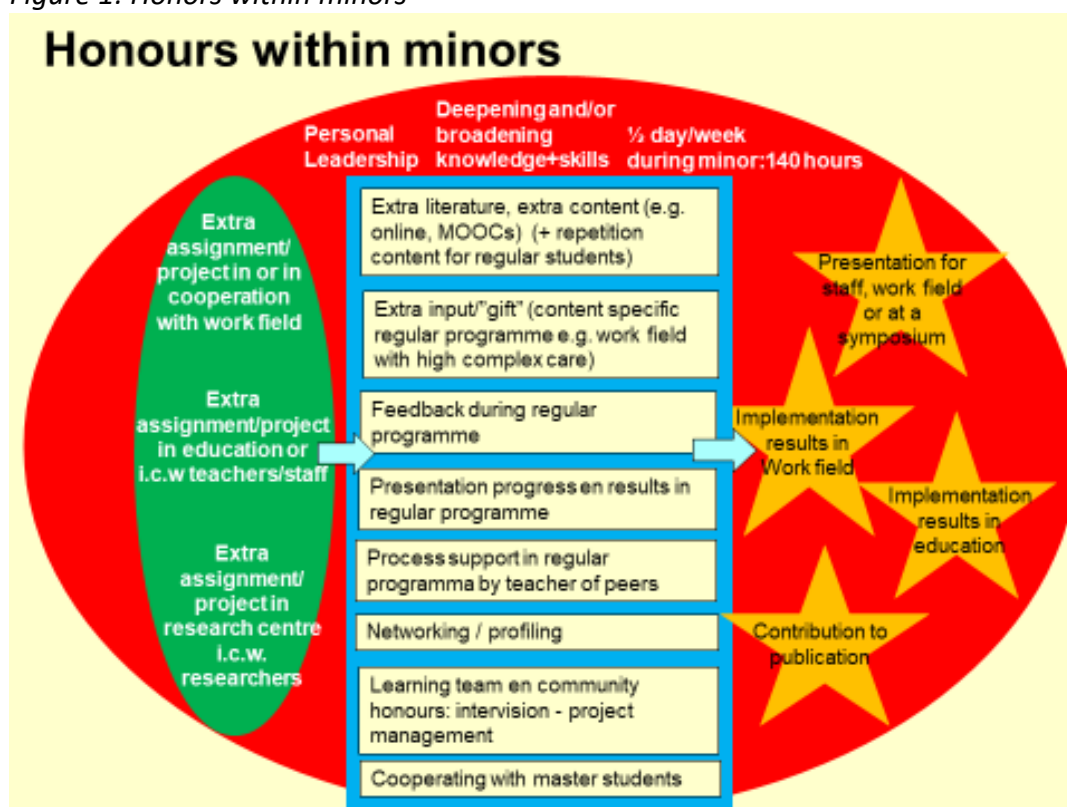 Figure 1: Honors within minors
Honours within minors
Personal
Leadership
Deepening and/or
broadening
knowledge+skills
½ day/week
during minor:140 hours
Extra
assignment/
project in or in
cooperation
with work field
Extra
assignment/project
in education or
i.c.w teachers/staff
Extra
assignment/
project in
research centre
i.c.w.
researchers
Extra literature, extra content (e.g.
online, MOOCs) (+ repetition
content for regular students)
Extra input/"gift" (content specific
regular programme e.g. work field
with high complex care)
Feedback during regular
programme
Presentation progress en results in
regular programme
Process support in regular
programma by teacher of peers
Networking / profiling
Learning team en community
honours: intervision - project
management
Cooperating with master students
Presentation for
staff, work field
or at a
symposium
Implementation
results in
Work field
Implementation
results in
education
Contribution to
publication